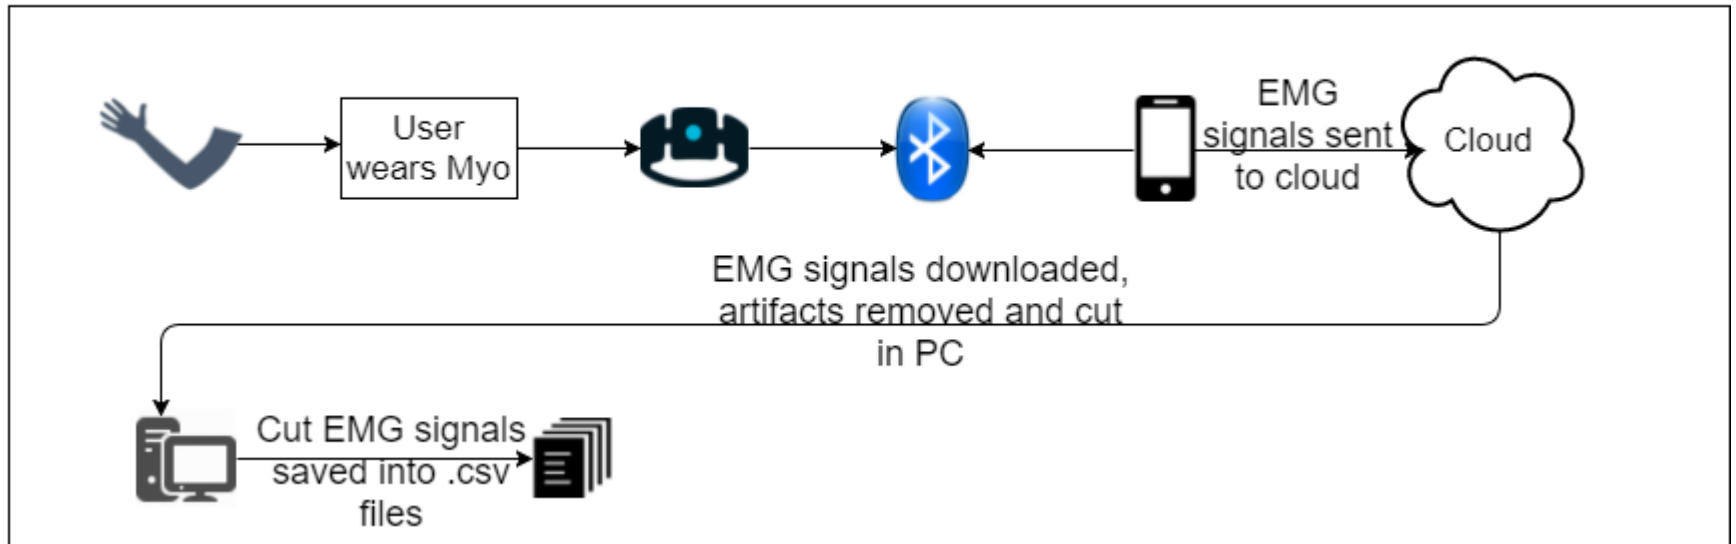 User
wears Myo
EMG
signals sent
to cloud
Cloud
EMG signals downloaded,
artifacts removed and cut
in PC
Cut EMG signals
saved into .csv
files